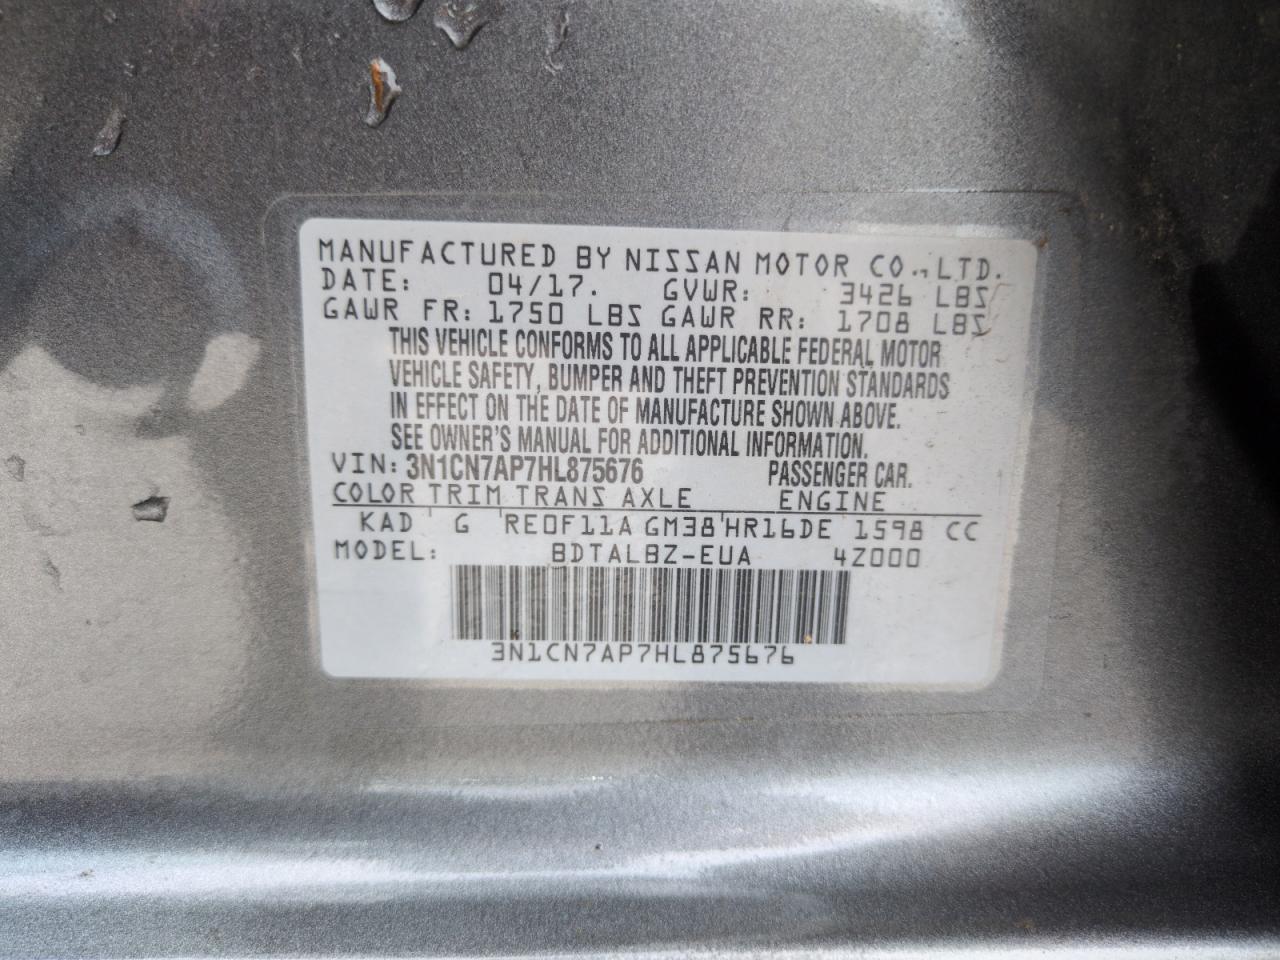 MANUFACTURED BY NISSAN MOTOR CO., LTD.
DATE: 04/17. GVWR: 3426 LBS
GAWR FR: 1750 LBS GAWR RR: 1708 LBS
THIS VEHICLE CONFORMS TO ALL APPLICABLE FEDERAL MOTOR
VEHICLE SAFETY, BUMPER AND THEFT PREVENTION STANDARDS
IN EFFECT ON THE DATE OF MANUFACTURE SHOWN ABOVE.
SEE OWNER'S MANUAL FOR ADDITIONAL INFORMATION.
VIN: 3N1CN7AP7HL875676 PASSENGER CAR.
COLOR TRIM TRANS AXLE ENGINE
KAD G RE0F11A GM38 HR16DE 1598 CC
MODEL: BDTALBZ-EUA 4Z000
3N1CN7AP7HL875676